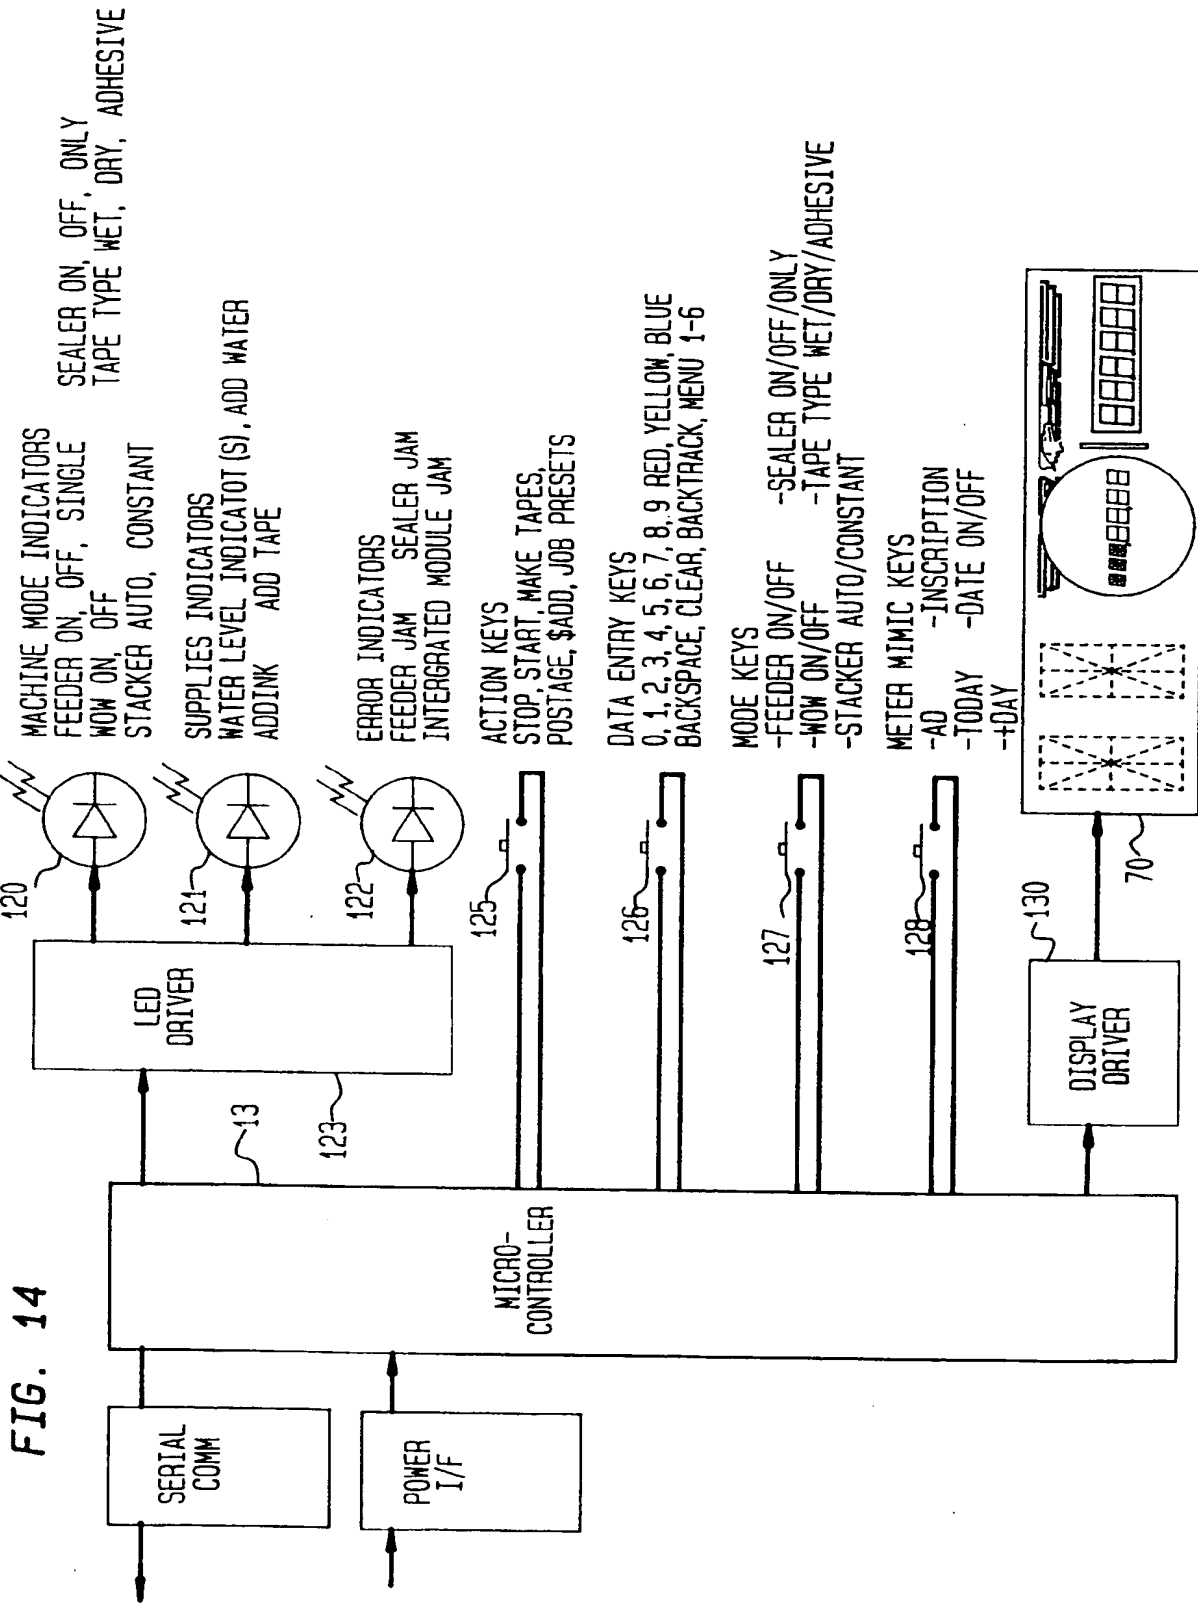 FIG. 14
SERIAL
COMM
POWER
I/F
MICRO-
CONTROLLER
13
LED
DRIVER
123
120
121
122
125
126
127
128
DISPLAY
DRIVER
130
70
MACHINE MODE INDICATORS
FEEDER ON, OFF, SINGLE SEALER ON, OFF, ONLY
WOW ON, OFF TAPE TYPE WET, DRY, ADHESIVE
STACKER AUTO, CONSTANT
SUPPLIES INDICATORS
WATER LEVEL INDICATOT(S), ADD WATER
ADDINK ADD TAPE
ERROR INDICATORS
FEEDER JAM SEALER JAM
INTERGRATED MODULE JAM
ACTION KEYS
STOP, START, MAKE TAPES,
POSTAGE, $ADD, JOB PRESETS
DATA ENTRY KEYS
0, 1, 2, 3, 4, 5, 6, 7, 8, 9 RED, YELLOW, BLUE
BACKSPACE, CLEAR, BACKTRACK, MENU 1-6
MODE KEYS
-FEEDER ON/OFF -SEALER ON/OFF/ONLY
-WOW ON/OFF -TAPE TYPE WET/DRY/ADHESIVE
-STACKER AUTO/CONSTANT
METER MIMIC KEYS
-AD -INSCRIPTION
-TODAY -DATE ON/OFF
-+DAY